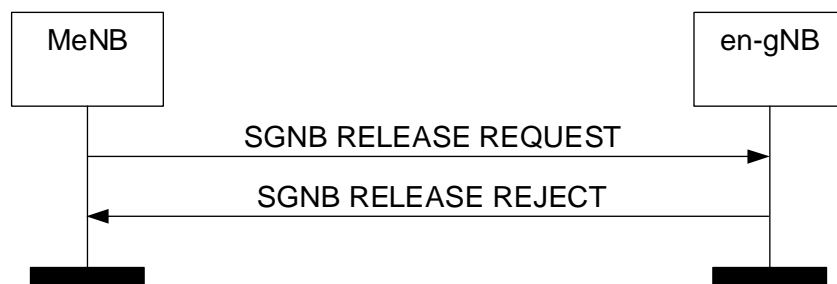 MeNB
en-gNB
SGNB RELEASE REQUEST
SGNB RELEASE REJECT